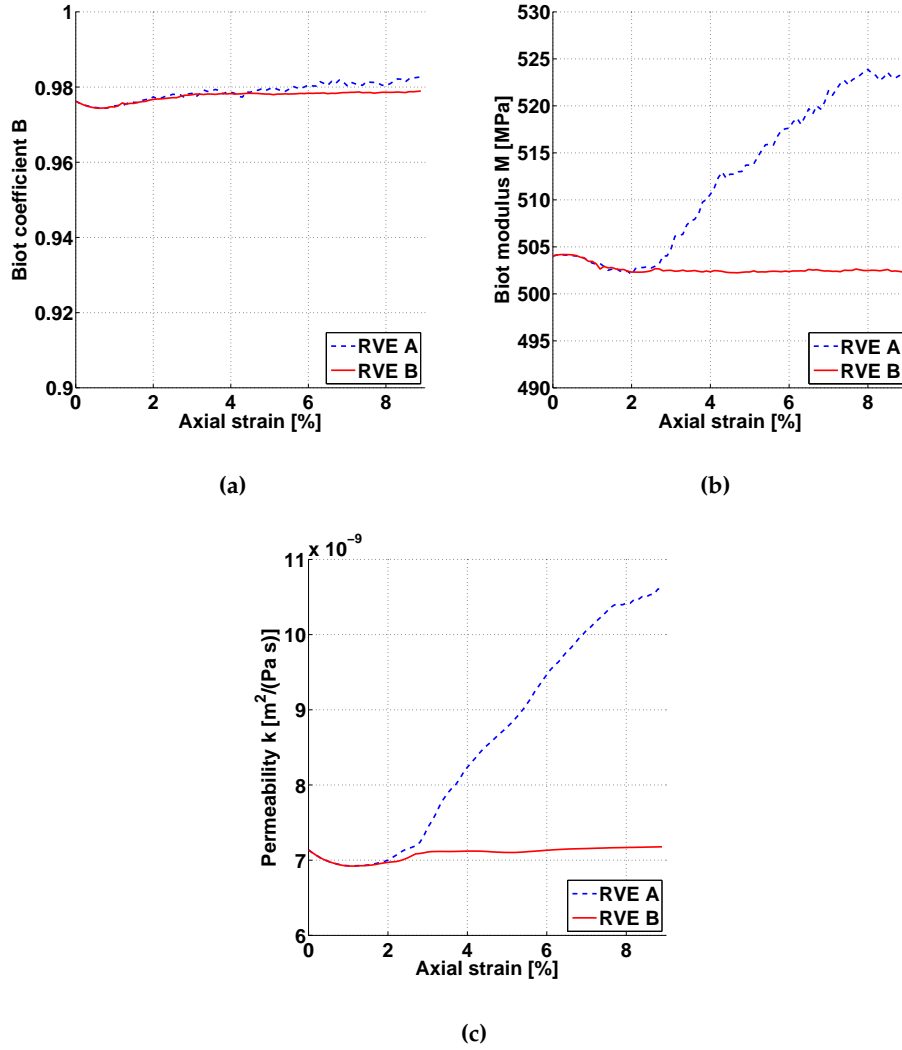 1
0.98
0.96
0.94
0.92
0.9
Biot coefficient B
0 2 4 6 8
Axial strain [%]
RVE A
RVE B
(a)
530
525
520
515
510
505
500
495
490
Biot modulus M [MPa]
0 2 4 6 8
Axial strain [%]
RVE A
RVE B
(b)
x 10⁻⁹
11
10
9
8
7
6
Permeability k [m²/(Pa s)]
0 2 4 6 8
Axial strain [%]
RVE A
RVE B
(c)